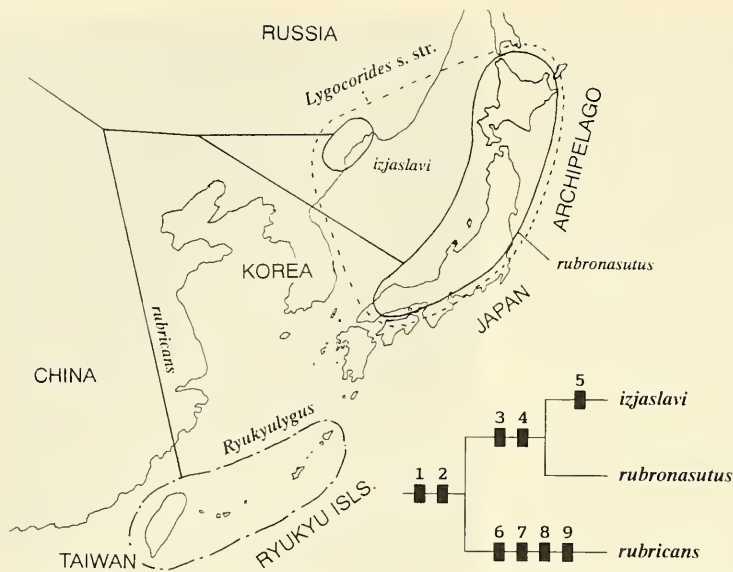 RUSSIA
Lygocorides s. str.
izjaslavi
ARCHIPELAGO
KOREA
rubronasutus
JAPAN
rubricans
CHINA
Ryukyulygus
RYUKYU ISLS.
TAIWAN
5
izjaslavi
3 4
1 2
rubronasutus
6 7 8 9
rubricans